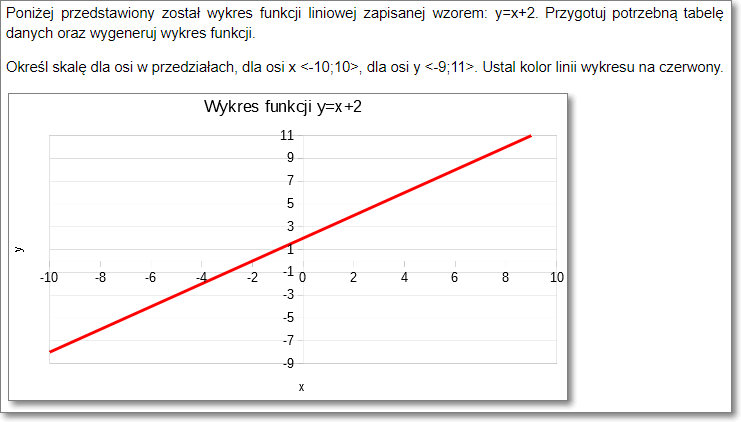 Poniżej przedstawiony został wykres funkcji liniowej zapisanej wzorem: y=x+2. Przygotuj potrzebną tabelę
danych oraz wygeneruj wykres funkcji.
Określ skalę dla osi w przedziałach, dla osi x <-10;10>, dla osi y <-9;11>. Ustal kolor linii wykresu na czerwony.
Wykres funkcji y=x+2
11
9
7
5
3
1
-1
-3
-5
-7
-9
-10 -8 -6 -4 -2 0 2 4 6 8 10
y
x